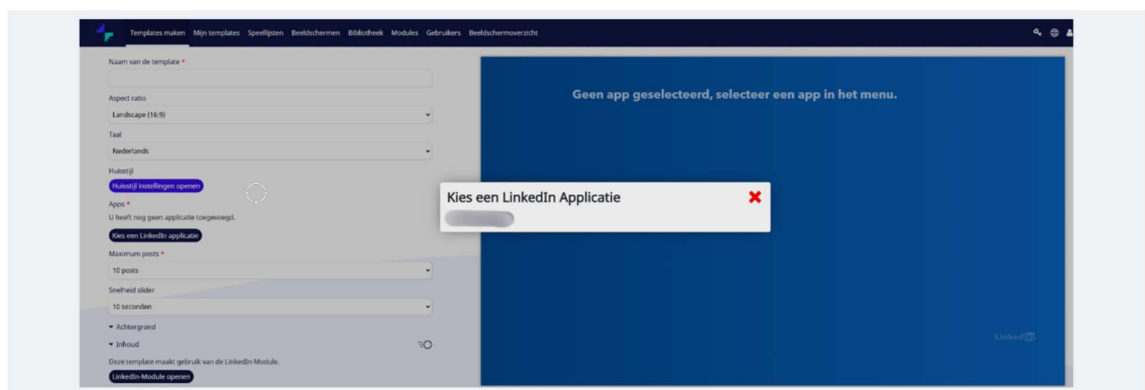 Templates maken Mijn templates Speellijsten Beeldschermen Bibliotheek Modules Gebruikers Beeldschermoverzicht
Naam van de template *
Aspect ratio
Landscape (16:9)
Taal
Nederlands
Huisstijl
Huisstijl instellingen openen
Apps *
U heeft nog geen applicatie toegevoegd.
Kies een LinkedIn applicatie
Maximum posts *
10 posts
Snelheid slider
10 seconden
Achtergrond
Inhoud
Deze template maakt gebruik van de LinkedIn-Module.
LinkedIn-Module openen
Geen app geselecteerd, selecteer een app in het menu.
Kies een LinkedIn Applicatie
Linked in